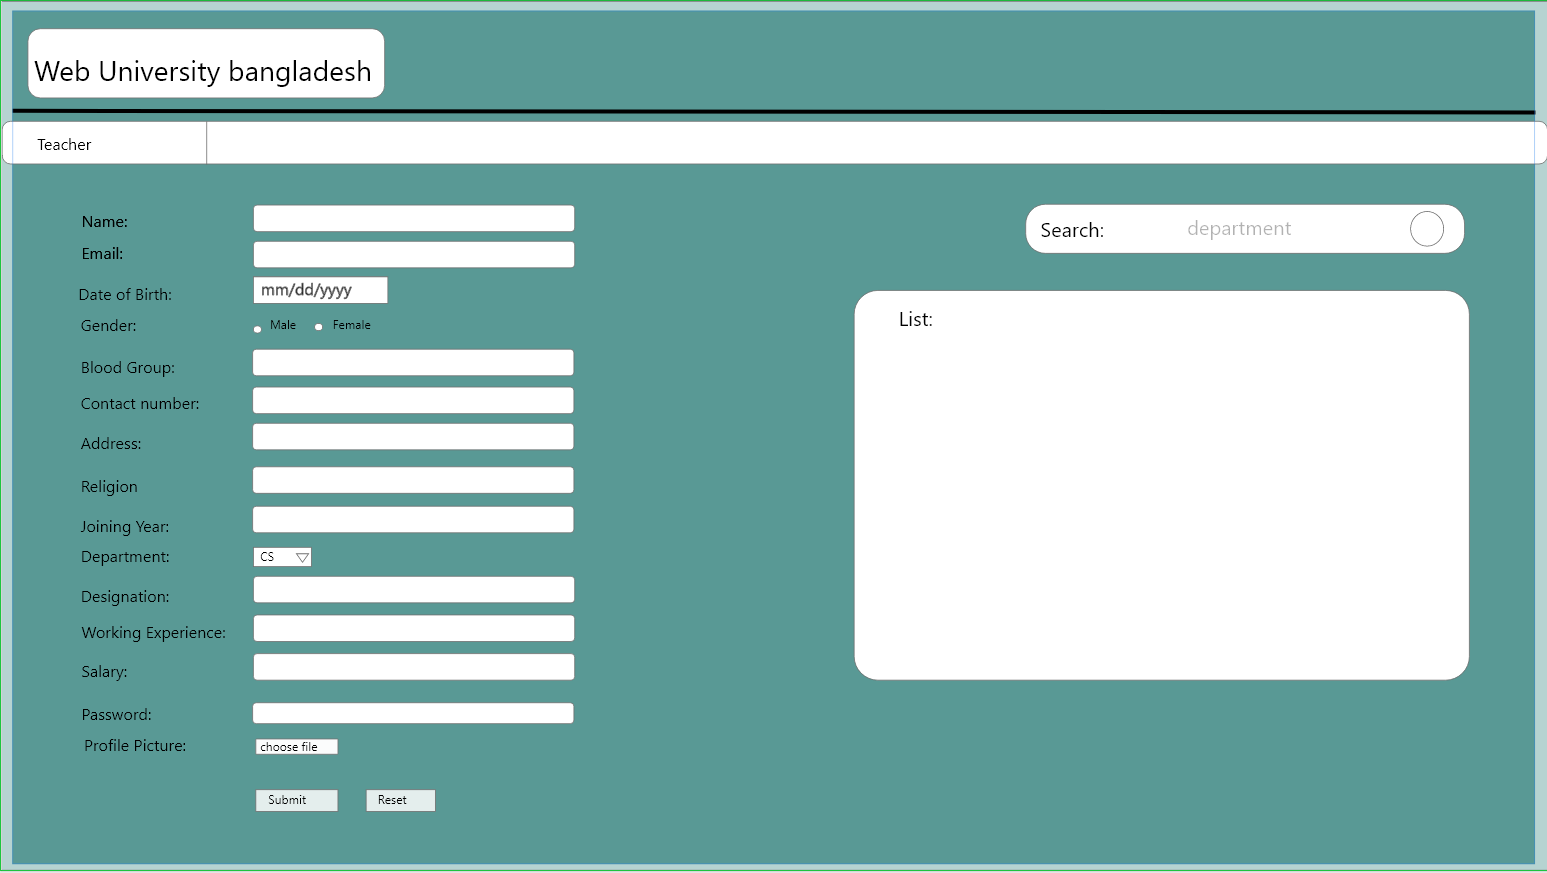 Web University bangladesh
Teacher
Name:
Email:
Date of Birth:
mm/dd/yyyy
Gender:
Male
Female
Blood Group:
Contact number:
Address:
Religion
Joining Year:
Department:
CS
Designation:
Working Experience:
Salary:
Password:
Profile Picture:
choose file
Submit
Reset
Search:
department
List: